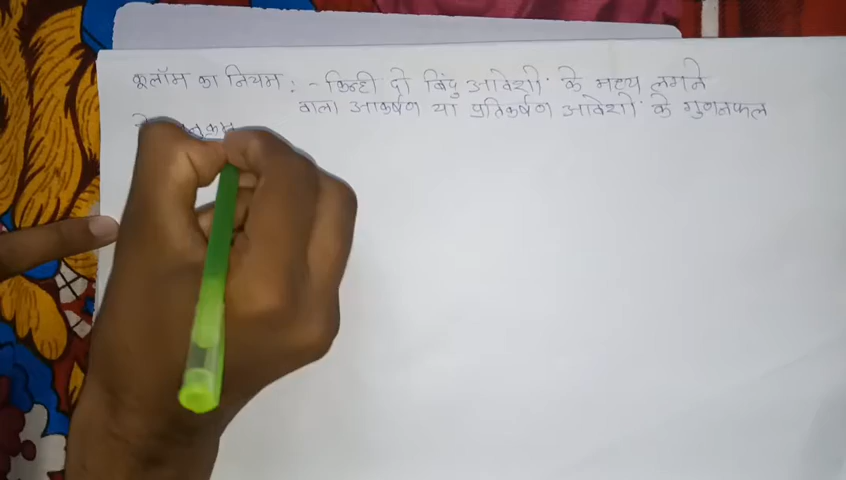 कूलॉम का नियम : - किन्ही दो बिंदु आवेशो के मध्य लगने
वाला आकर्षण या प्रतिकर्षण आवेशो के गुणनफल